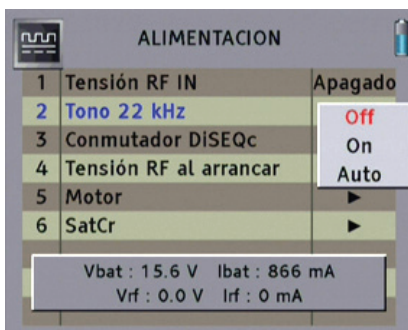 ALIMENTACION
1 Tensión RF IN Apagado
2 Tono 22 kHz
Off
3 Conmutador DiSEQc
On
4 Tensión RF al arrancar
Auto
5 Motor ►
6 SatCr ►
Vbat : 15.6 V Ibat : 866 mA
Vrf : 0.0 V Irf : 0 mA